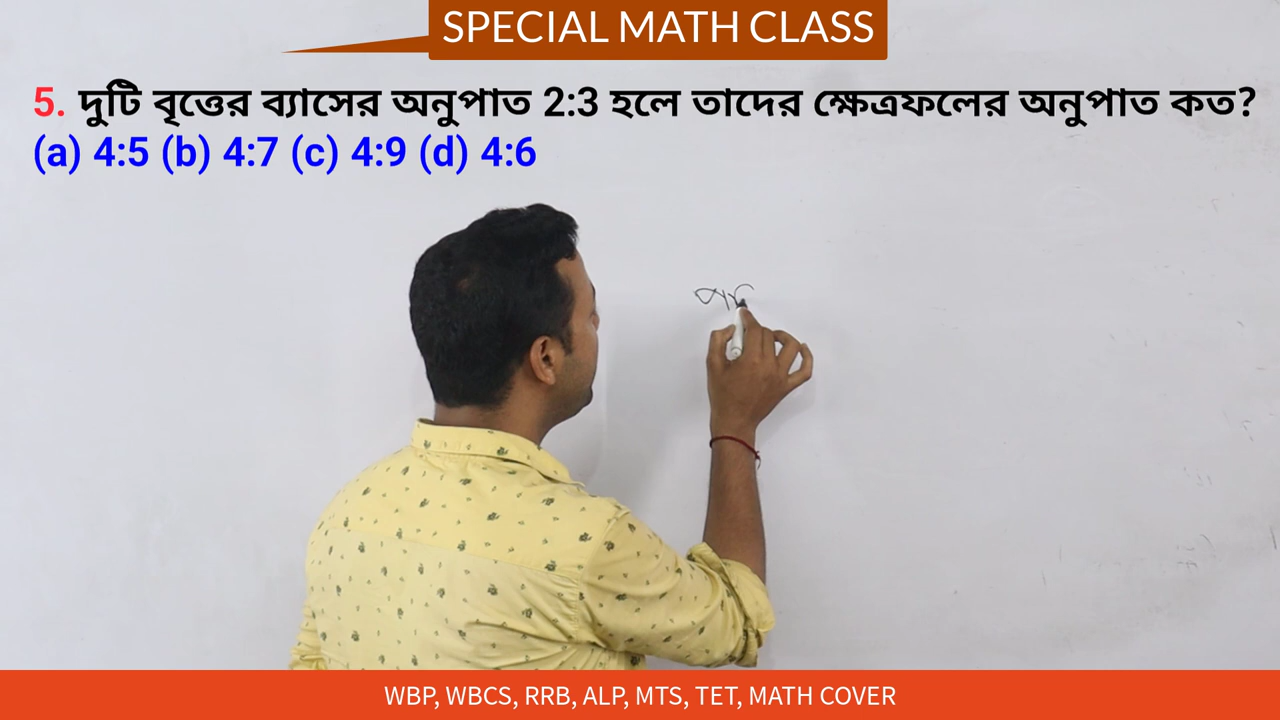 SPECIAL MATH CLASS
5. দুটি বৃত্তের ব্যাসের অনুপাত 2:3 হলে তাদের ক্ষেত্রফলের অনুপাত কত?
(a) 4:5 (b) 4:7 (c) 4:9 (d) 4:6
WBP, WBCS, RRB, ALP, MTS, TET, MATH COVER